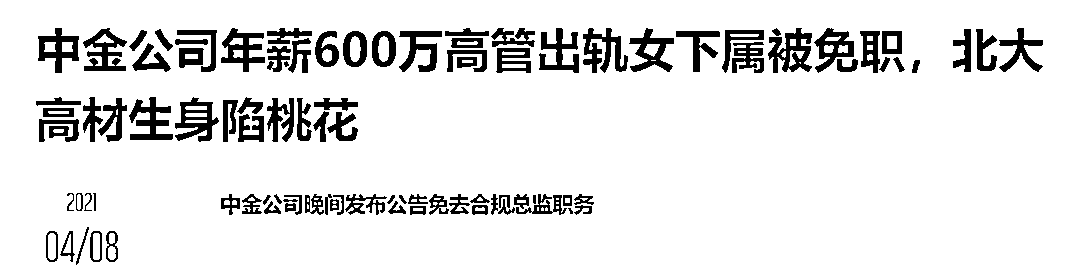 中金公司年薪600万高管出轨女下属被免职，北大
高材生身陷桃花
2021
04/08
中金公司晚间发布公告免去合规总监职务